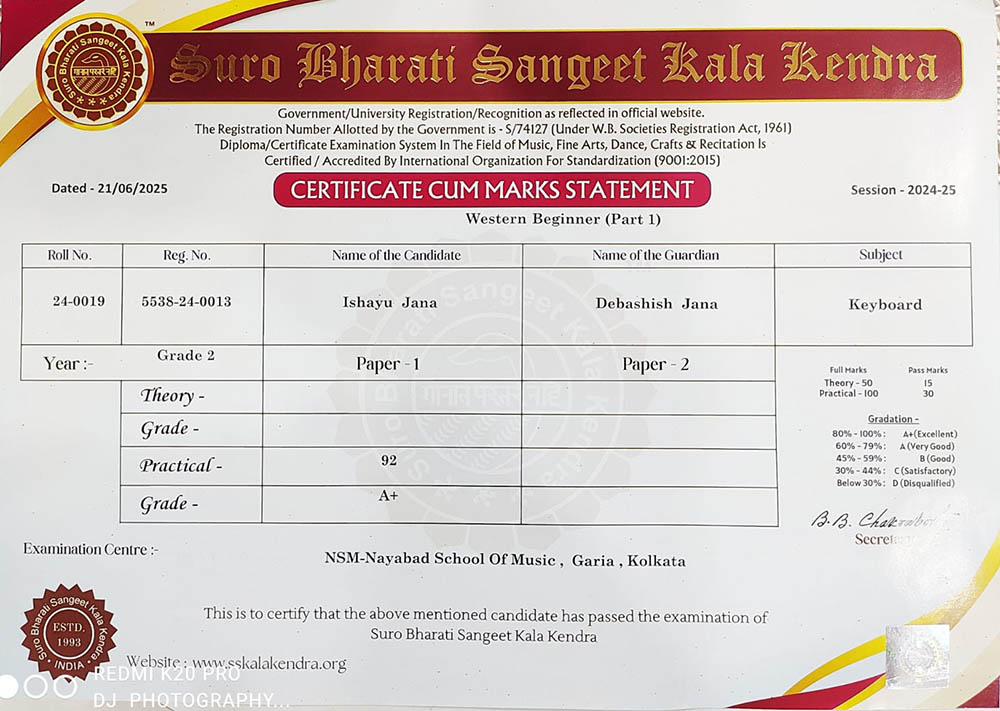 TM
Suro Bharati Sangeet Kala Kendra
Suro Bharati Sangeet Kala Kendra
Government/University Registration/Recognition as reflected in official website.
The Registration Number Allotted by the Government is - S/74127 (Under W.B. Societies Registration Act, 1961)
Diploma/Certificate Examination System In The Field of Music, Fine Arts, Dance, Crafts & Recitation Is
Certified / Accredited By International Organization For Standardization (9001:2015)
Dated - 21/06/2025
CERTIFICATE CUM MARKS STATEMENT
Session - 2024-25
Western Beginner (Part 1)
Roll No. Reg. No. Name of the Candidate Name of the Guardian Subject
24-0019 5538-24-0013 Ishayu Jana Debashish Jana Keyboard
Year :- Grade 2 Paper - 1 Paper - 2
Theory -
Grade -
Practical - 92
Grade - A+
Full Marks Pass Marks
Theory - 50 15
Practical - 100 30
Gradation -
80% - 100% : A+(Excellent)
60% - 79% : A (Very Good)
45% - 59% : B (Good)
30% - 44% : C (Satisfactory)
Below 30% : D (Disqualified)
B.B.
Examination Centre :-
NSM-Nayabad School Of Music , Garia , Kolkata
This is to certify that the above mentioned candidate has passed the examination of
Suro Bharati Sangeet Kala Kendra
Suro Bharati Sangeet Kala Kendra
ESTD.
1993
INDIA
Website : www.sskalakendra.org
REDMI K20 PRO
DJ PHOTOGRAPHY...